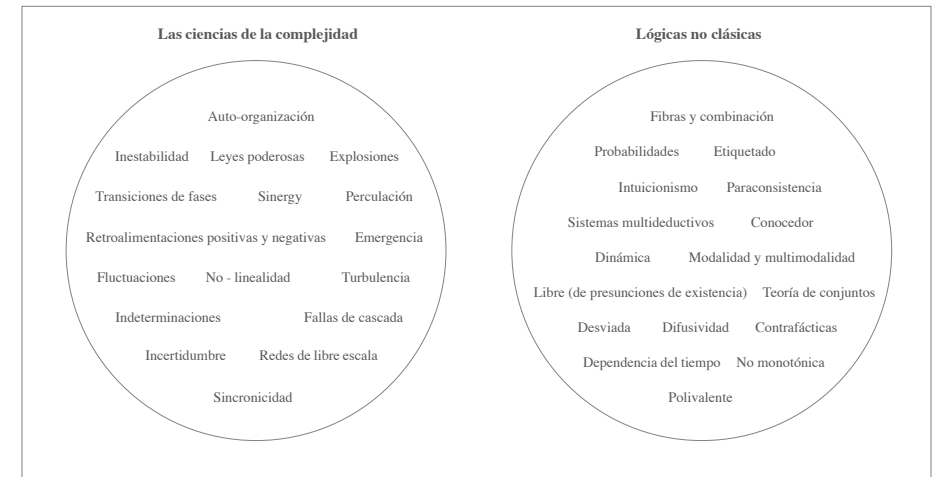 Las ciencias de la complejidad
Auto-organización
Inestabilidad Leyes poderosas Explosiones
Transiciones de fases Sinergy Perculación
Retroalimentaciones positivas y negativas Emergencia
Fluctuaciones No - linealidad Turbulencia
Indeterminaciones Fallas de cascada
Incertidumbre Redes de libre escala
Sincronicidad
Lógicas no clásicas
Fibras y combinación
Probabilidades Etiquetado
Intuicionismo Paraconsistencia
Sistemas multideductivos Conocedor
Dinámica Modalidad y multimodalidad
Libre (de presunciones de existencia) Teoría de conjuntos
Desviada Difusividad Contrafácticas
Dependencia del tiempo No monotónica
Polivalente